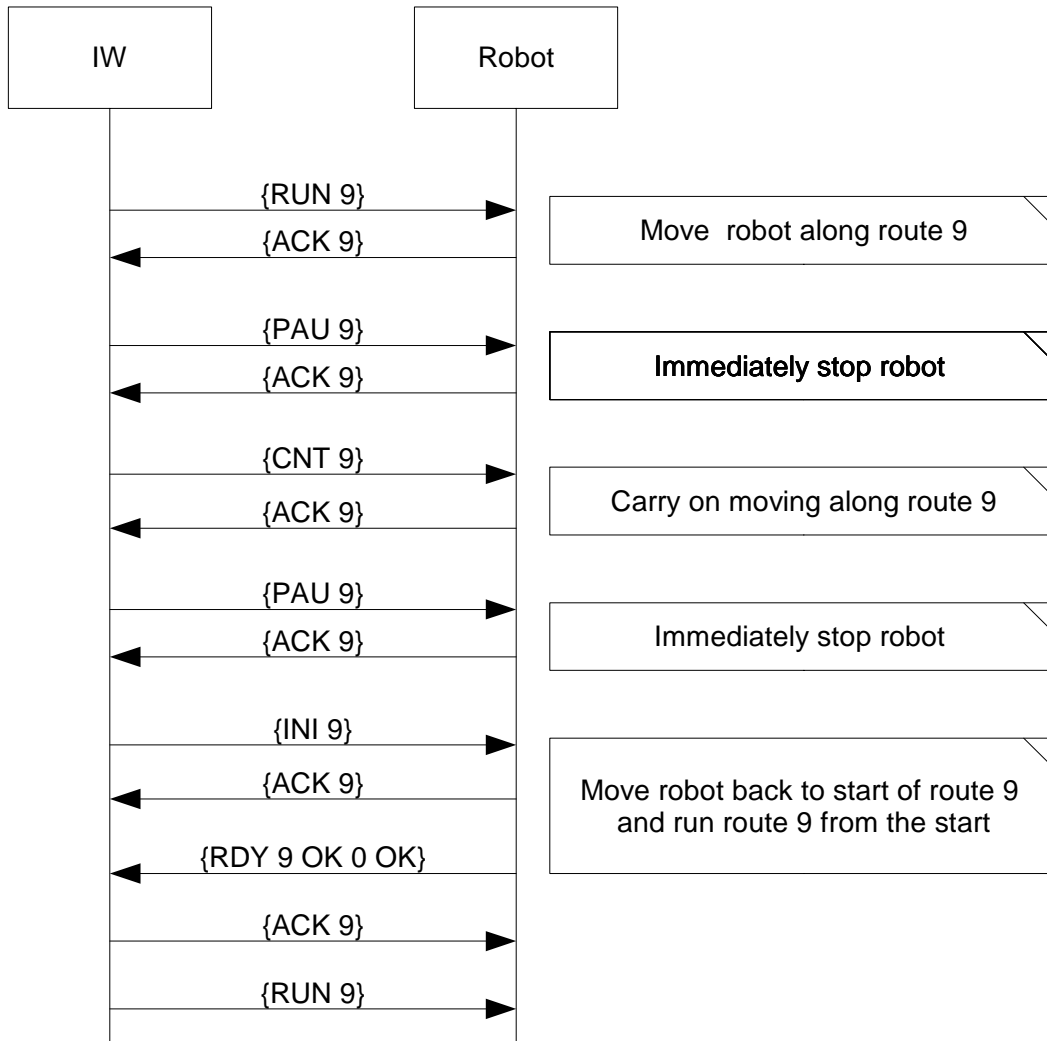 IW
Robot
{RUN 9}
Move robot along route 9
{ACK 9}
{PAU 9}
Immediately stop robot
{ACK 9}
{CNT 9}
Carry on moving along route 9
{ACK 9}
{PAU 9}
Immediately stop robot
{ACK 9}
{INI 9}
{ACK 9}
Move robot back to start of route 9
and run route 9 from the start
{RDY 9 OK 0 OK}
{ACK 9}
{RUN 9}